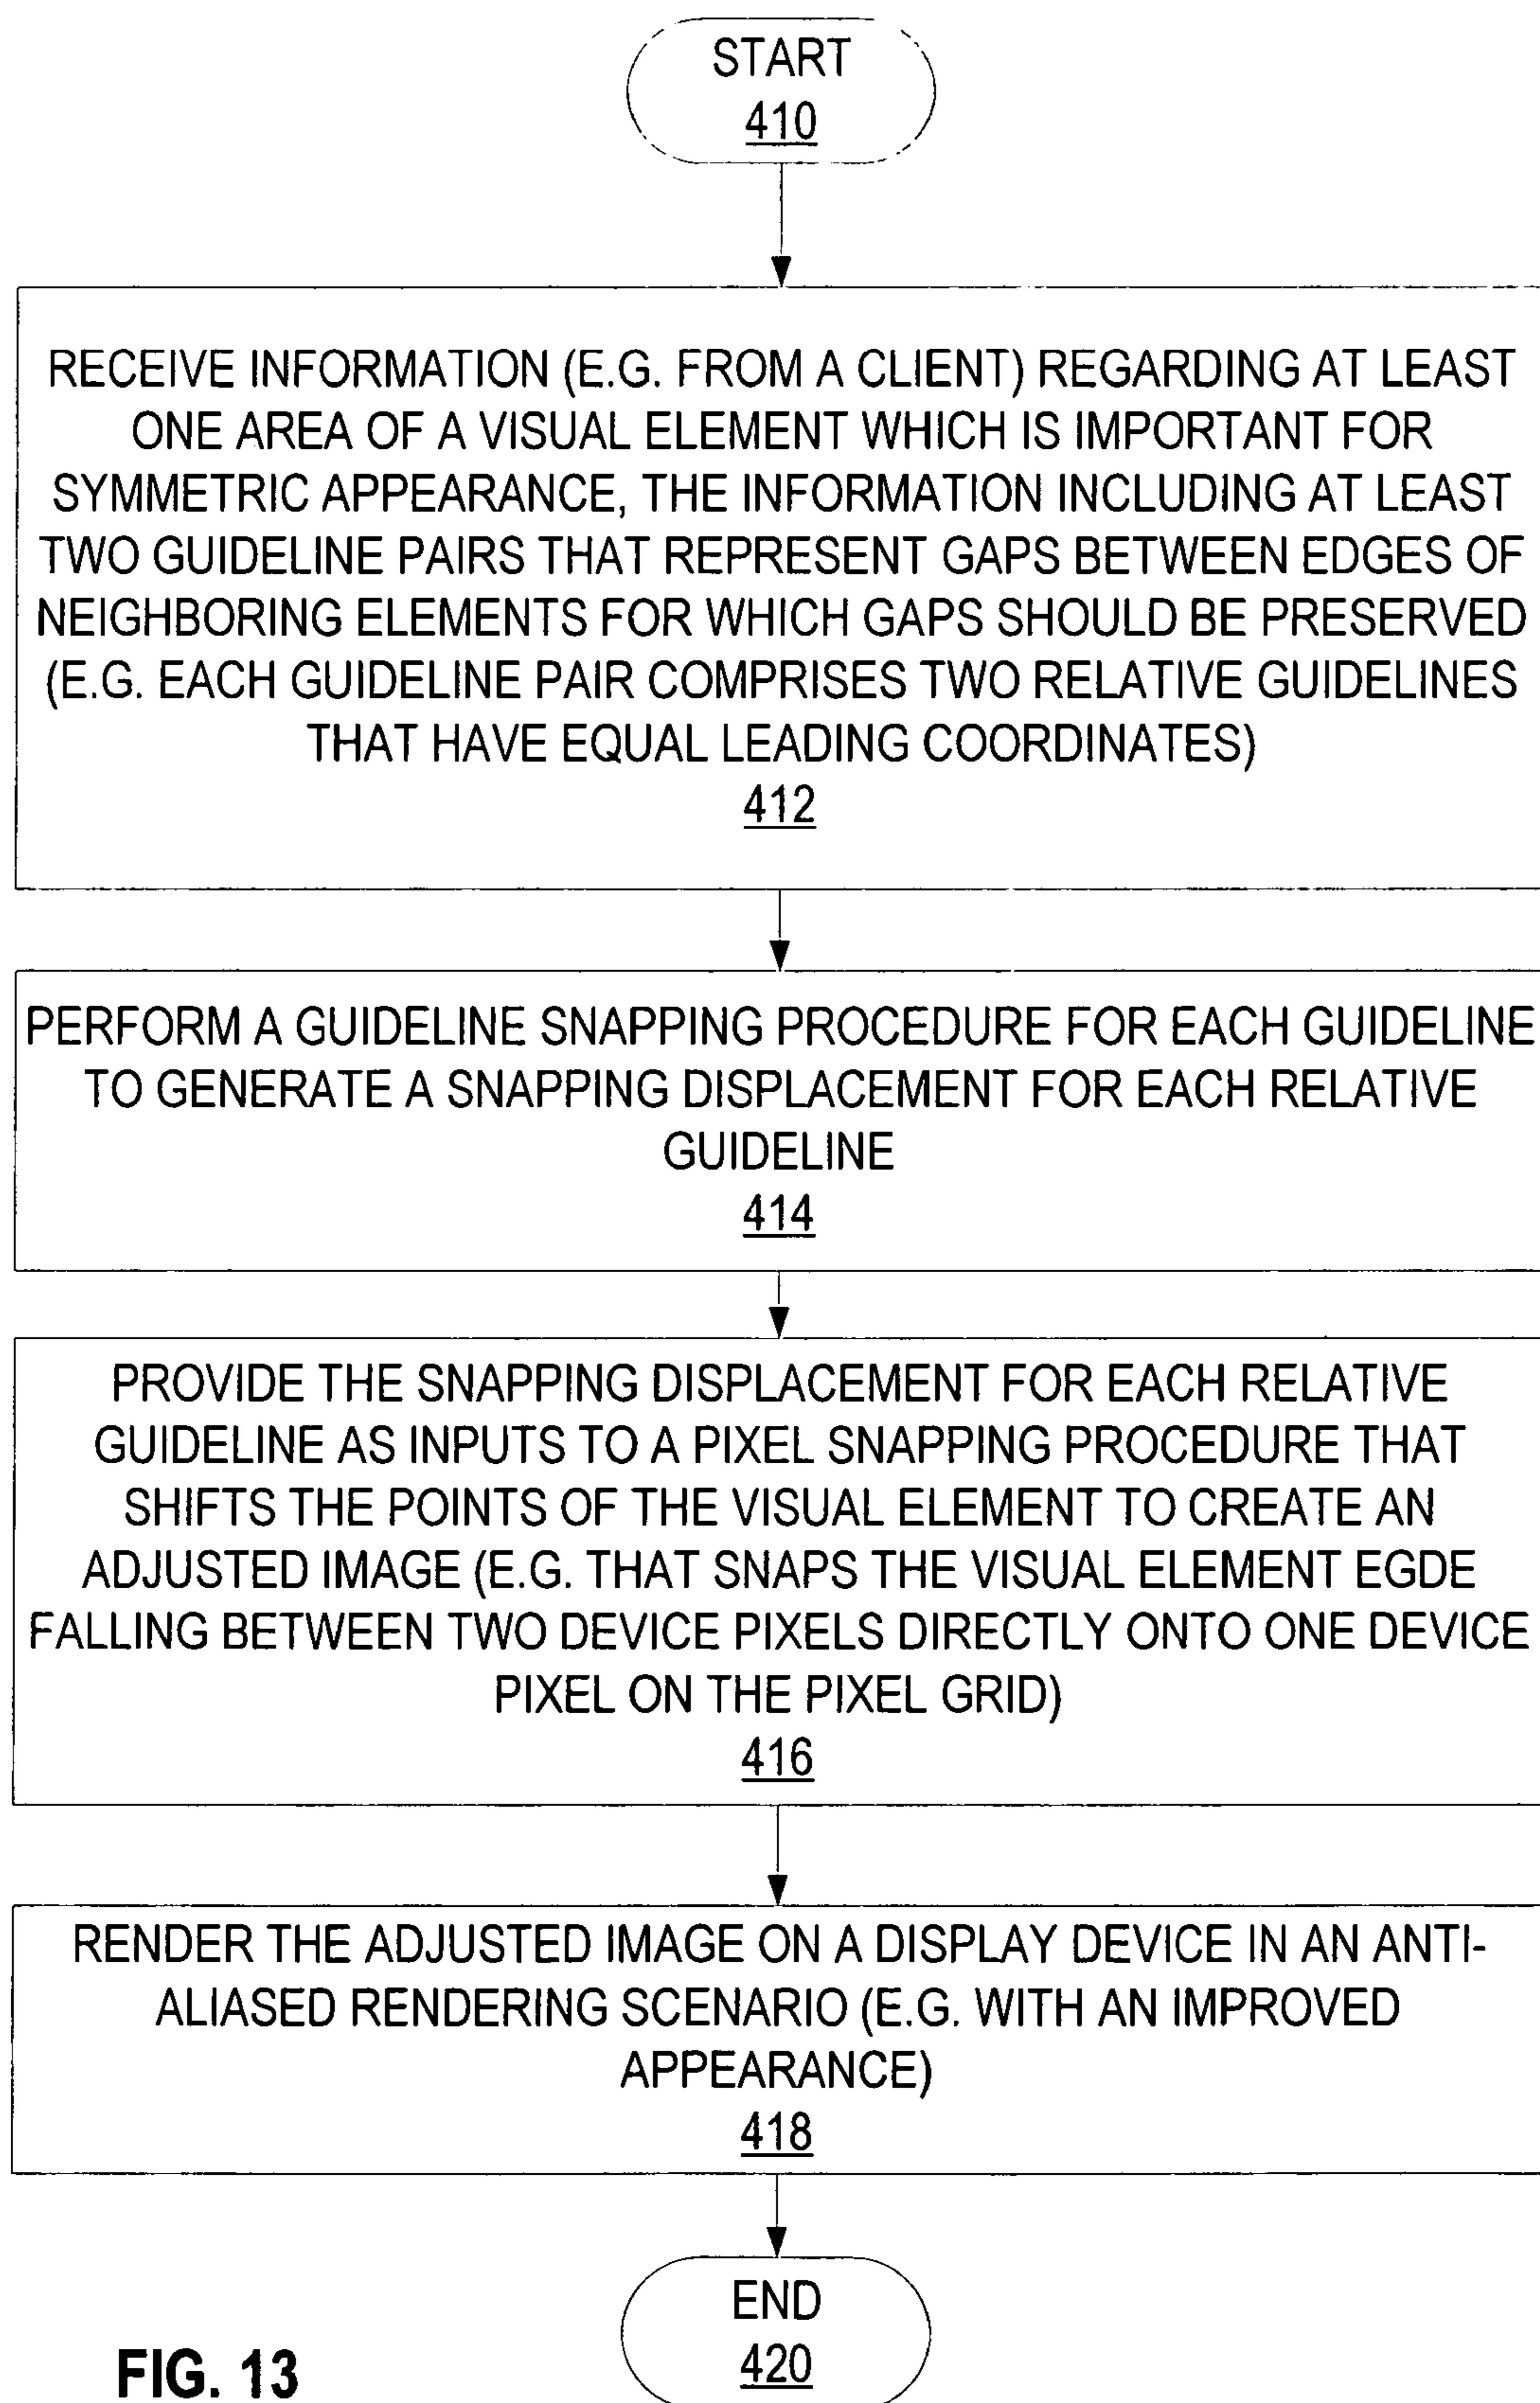 START
410
RECEIVE INFORMATION (E.G. FROM A CLIENT) REGARDING AT LEAST
ONE AREA OF A VISUAL ELEMENT WHICH IS IMPORTANT FOR
SYMMETRIC APPEARANCE, THE INFORMATION INCLUDING AT LEAST
TWO GUIDELINE PAIRS THAT REPRESENT GAPS BETWEEN EDGES OF
NEIGHBORING ELEMENTS FOR WHICH GAPS SHOULD BE PRESERVED
(E.G. EACH GUIDELINE PAIR COMPRISES TWO RELATIVE GUIDELINES
THAT HAVE EQUAL LEADING COORDINATES)
412
PERFORM A GUIDELINE SNAPPING PROCEDURE FOR EACH GUIDELINE
TO GENERATE A SNAPPING DISPLACEMENT FOR EACH RELATIVE
GUIDELINE
414
PROVIDE THE SNAPPING DISPLACEMENT FOR EACH RELATIVE
GUIDELINE AS INPUTS TO A PIXEL SNAPPING PROCEDURE THAT
SHIFTS THE POINTS OF THE VISUAL ELEMENT TO CREATE AN
ADJUSTED IMAGE (E.G. THAT SNAPS THE VISUAL ELEMENT EGDE
FALLING BETWEEN TWO DEVICE PIXELS DIRECTLY ONTO ONE DEVICE
PIXEL ON THE PIXEL GRID)
416
RENDER THE ADJUSTED IMAGE ON A DISPLAY DEVICE IN AN ANTI-
ALIASED RENDERING SCENARIO (E.G. WITH AN IMPROVED
APPEARANCE)
418
END
420
FIG. 13